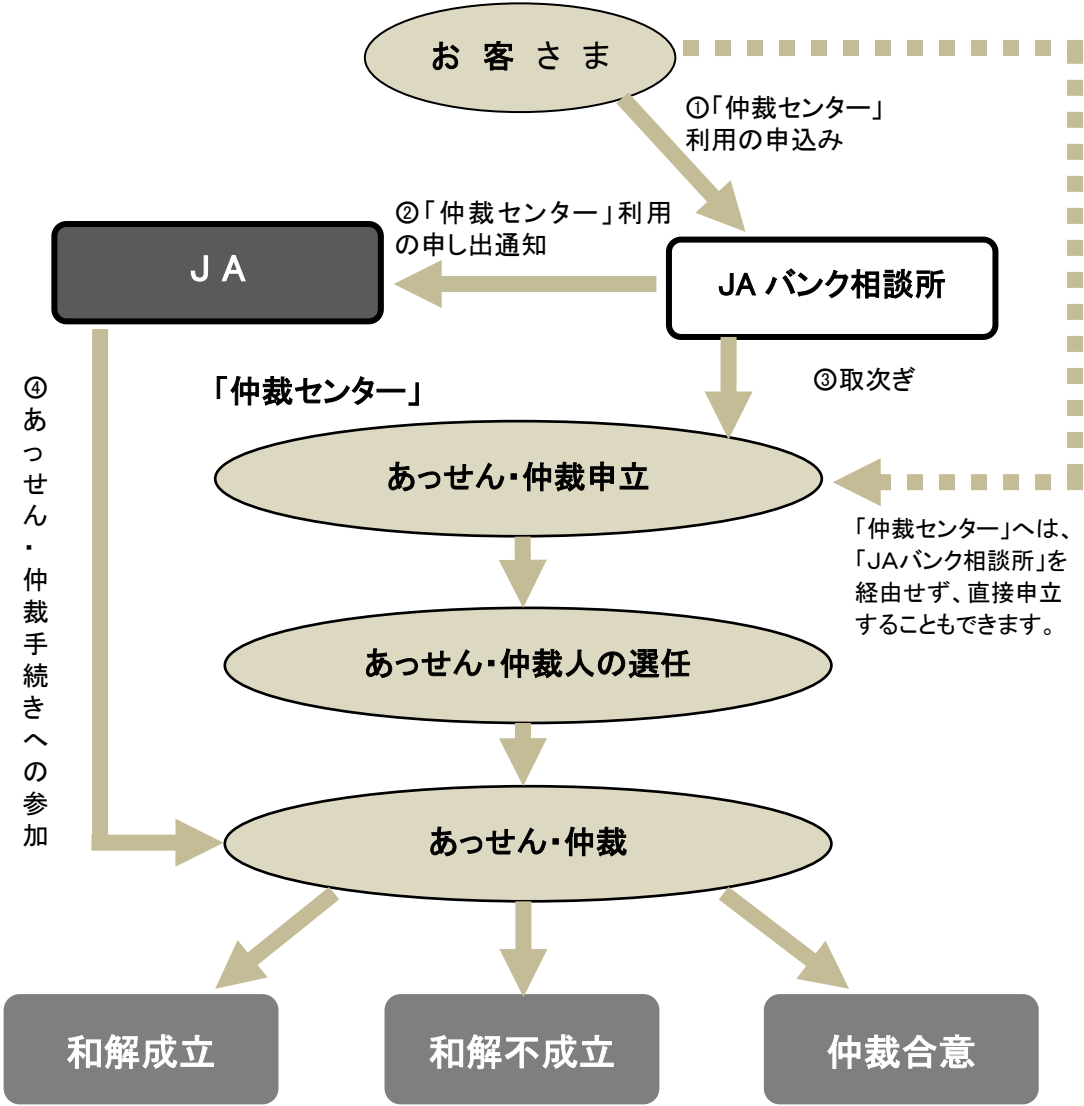 お 客 さ ま
①「仲裁センター」
利用の申込み
②「仲裁センター」利用
の申し出通知
JA
JA バンク相談所
③取次ぎ
④あっせん・仲裁手続きへの参加
「仲裁センター」
あっせん・仲裁申立
「仲裁センター」へは、
「JAバンク相談所」を
経由せず、直接申立
することもできます。
あっせん・仲裁人の選任
あっせん・仲裁
和解成立
和解不成立
仲裁合意